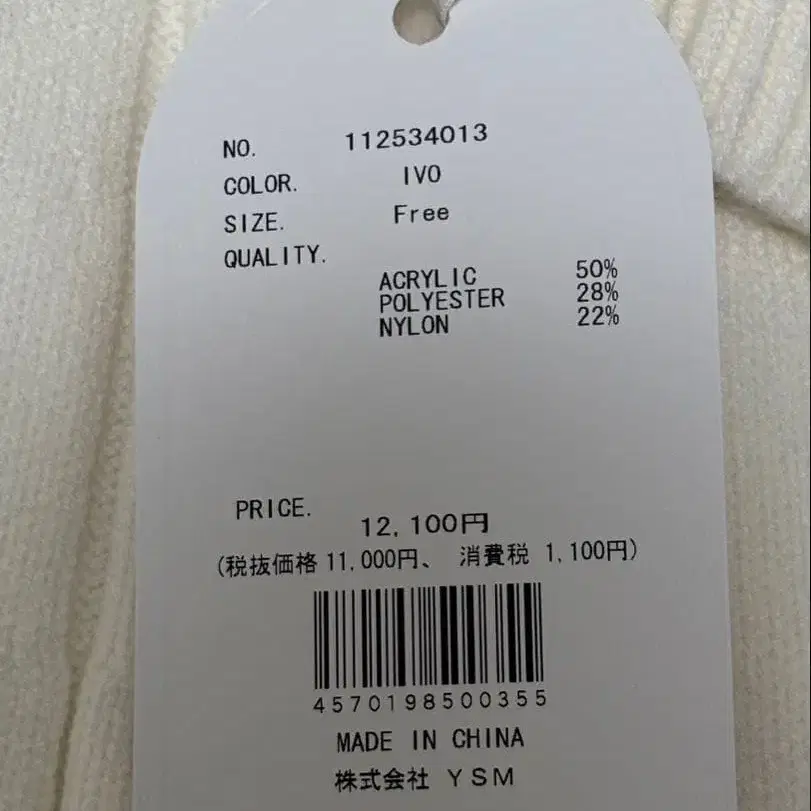 NO. 112534013
COLOR. IVO
SIZE. Free
QUALITY.
ACRYLIC 50%
POLYESTER 28%
NYLON 22%
PRICE.
12,100円
(税抜価格 11,000円、 消費税 1,100円)
4570198500355
MADE IN CHINA
株式会社 YSM